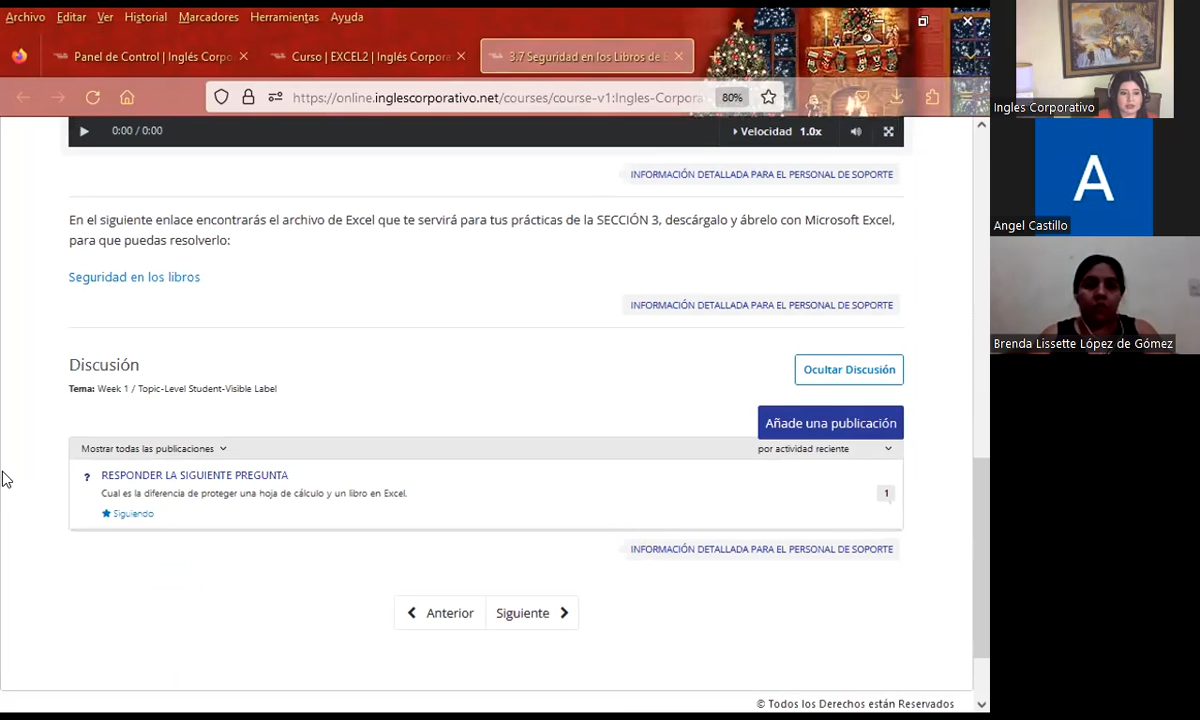 Archivo Editar Ver Historial Marcadores Herramientas Ayuda
Panel de Control | Inglés Corpo
Curso | EXCEL2 | Inglés Corpora
3.7 Seguridad en los Libros de E
https://online.inglescorporativo.net/courses/course-v1:Ingles-Corpora
80%
0:00 / 0:00
Velocidad 1.0x
INFORMACIÓN DETALLADA PARA EL PERSONAL DE SOPORTE
En el siguiente enlace encontrarás el archivo de Excel que te servirá para tus prácticas de la SECCIÓN 3, descárgalo y ábrelo con Microsoft Excel,
para que puedas resolverlo:
Seguridad en los libros
INFORMACIÓN DETALLADA PARA EL PERSONAL DE SOPORTE
Discusión
Ocultar Discusión
Tema: Week 1 / Topic-Level Student-Visible Label
Añade una publicación
Mostrar todas las publicaciones
por actividad reciente
? RESPONDER LA SIGUIENTE PREGUNTA
Cual es la diferencia de proteger una hoja de cálculo y un libro en Excel.
1
Siguiendo
INFORMACIÓN DETALLADA PARA EL PERSONAL DE SOPORTE
Anterior
Siguiente
© Todos los Derechos están Reservados
Ingles Corporativo
A
Angel Castillo
Brenda Lissette López de Gómez